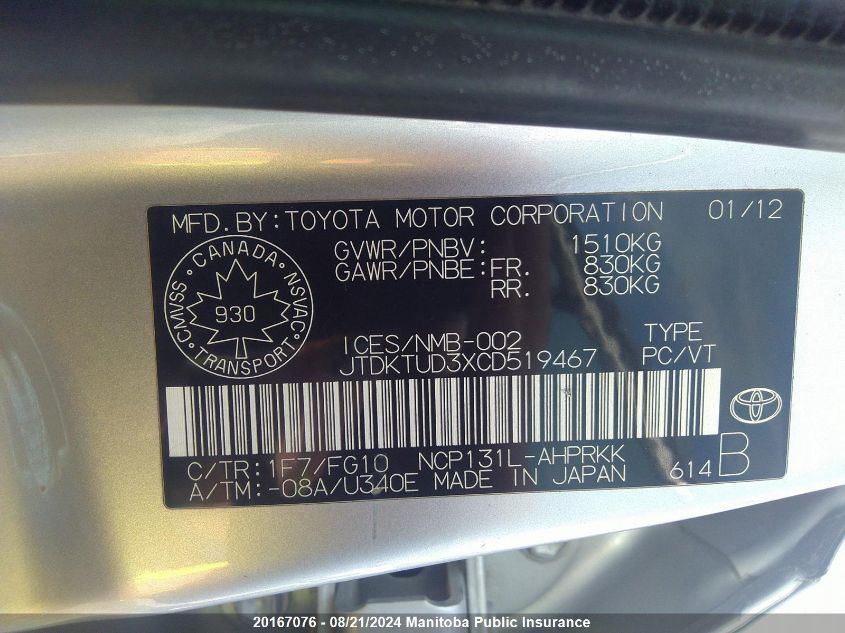 MFD.BY:TOYOTA MOTOR CORPORATION 01/12
GVWR/PNBV: 1510KG
GAWR/PNBE:FR. 830KG
RR. 830KG
CANADA NSVAC TRANSPORT CMVSS
930
ICES/NMB-002 TYPE
JTDKTUD3XCD519467 PC/VT
C/TR:1F7/FG10 NCP131L-AHPRKK
A/TM:-08A/U340E MADE IN JAPAN 614B
20167076 - 08/21/2024 Manitoba Public Insurance